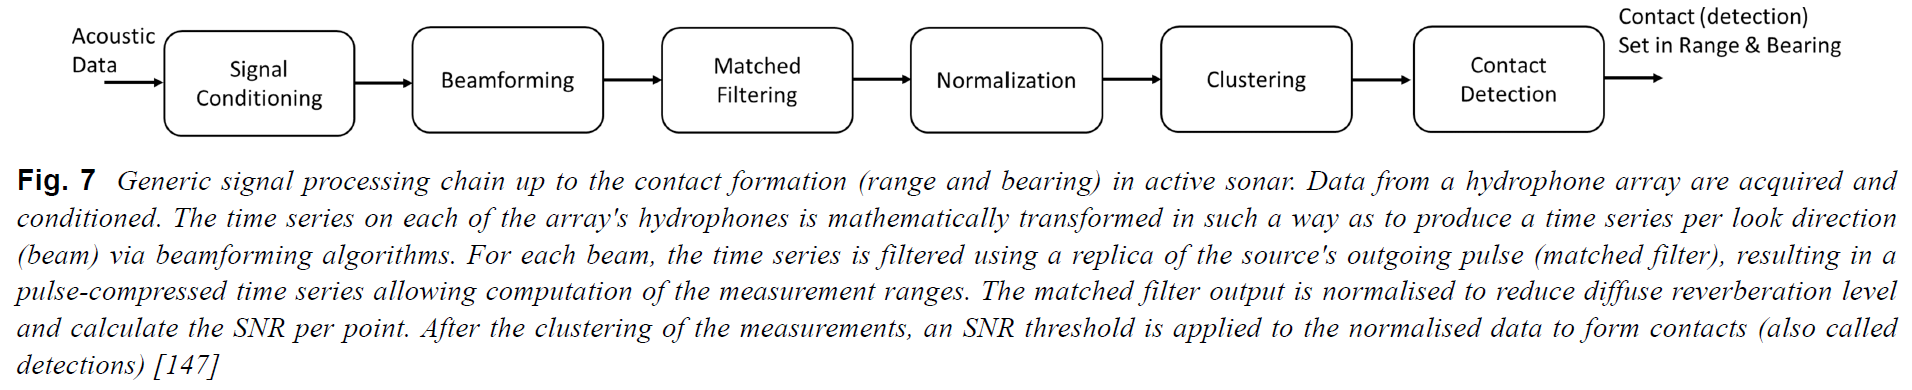 Acoustic
Data
Signal
Conditioning
Beamforming
Matched
Filtering
Normalization
Clustering
Contact
Detection
Contact (detection)
Set in Range & Bearing
Fig. 7 Generic signal processing chain up to the contact formation (range and bearing) in active sonar. Data from a hydrophone array are acquired and
conditioned. The time series on each of the array's hydrophones is mathematically transformed in such a way as to produce a time series per look direction
(beam) via beamforming algorithms. For each beam, the time series is filtered using a replica of the source's outgoing pulse (matched filter), resulting in a
pulse-compressed time series allowing computation of the measurement ranges. The matched filter output is normalised to reduce diffuse reverberation level
and calculate the SNR per point. After the clustering of the measurements, an SNR threshold is applied to the normalised data to form contacts (also called
detections) [147]